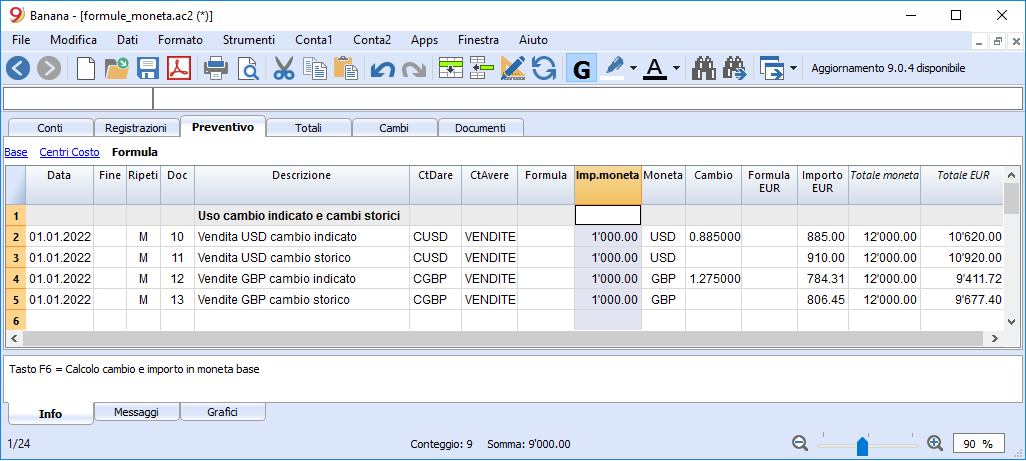 Banana - [formule_moneta.ac2 (*)]
File Modifica Dati Formato Strumenti Conta1 Conta2 Apps Finestra Aiuto
G A Aggiornamento 9.0.4 disponibile
Conti Registrazioni Preventivo Totali Cambi Documenti
Base Centri Costo Formula
Data Fine Ripeti Doc Descrizione CtDare CtAvere Formula Imp.moneta Moneta Cambio Formula EUR Importo EUR Totale moneta Totale EUR
1 Uso cambio indicato e cambi storici
2 01.01.2022 M 10 Vendita USD cambio indicato CUSD VENDITE 1'000.00 USD 0.885000 885.00 12'000.00 10'620.00
3 01.01.2022 M 11 Vendite USD cambio storico CUSD VENDITE 1'000.00 USD 910.00 12'000.00 10'920.00
4 01.01.2022 M 12 Vendite GBP cambio indicato CGBP VENDITE 1'000.00 GBP 1.275000 784.31 12'000.00 9'411.72
5 01.01.2022 M 13 Vendite GBP cambio storico CGBP VENDITE 1'000.00 GBP 806.45 12'000.00 9'677.40
6
Tasto F6 = Calcolo cambio e importo in moneta base
Info Messaggi Grafici
1/24 Conteggio: 9 Somma: 9'000.00 90 %